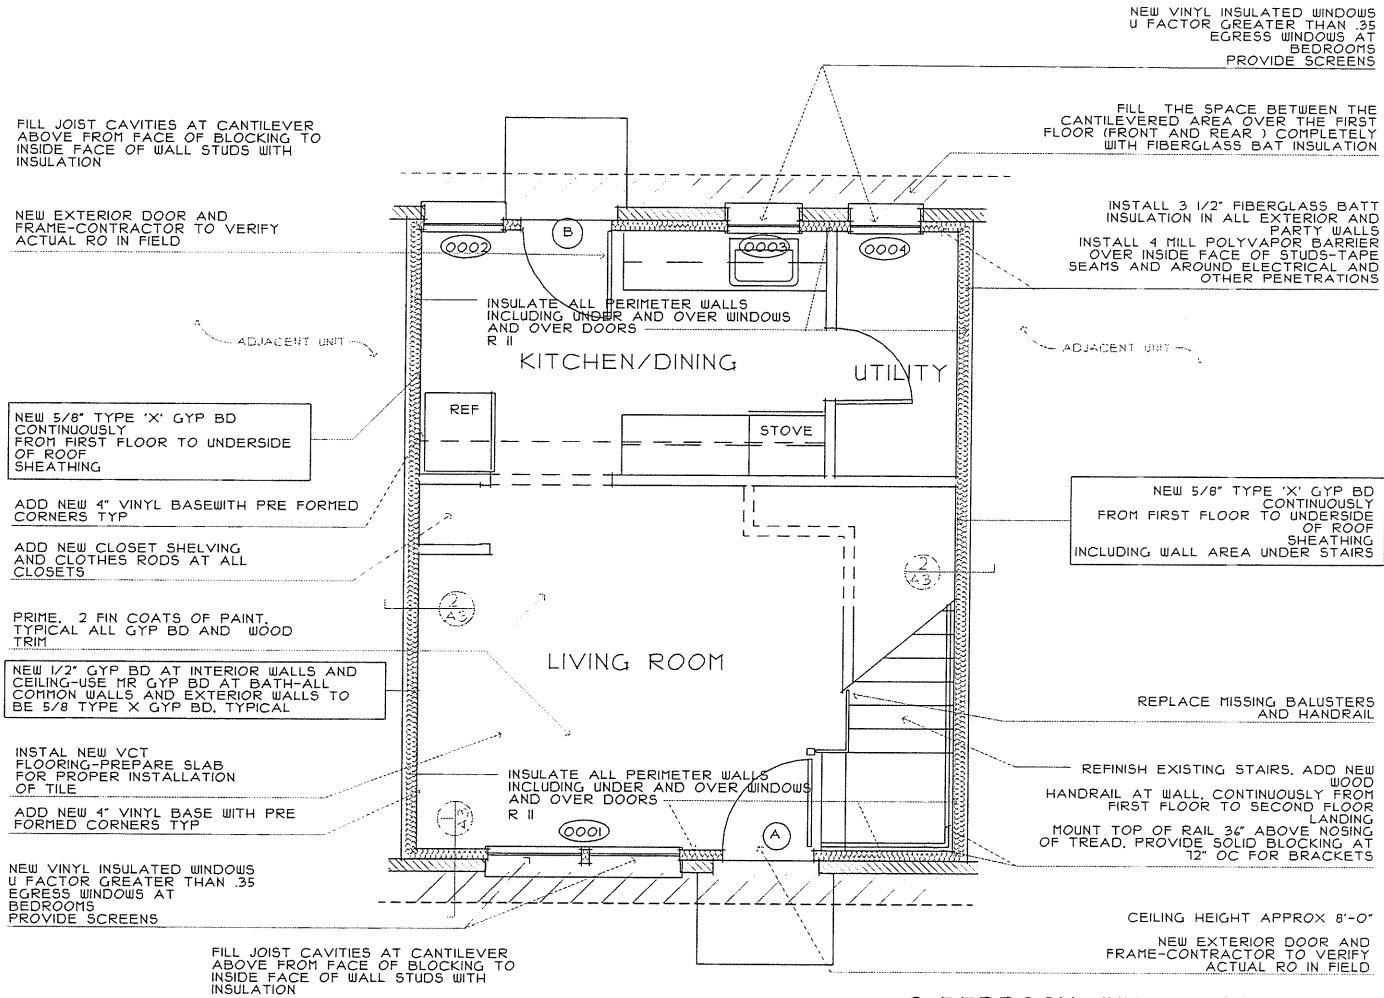 NEW VINYL INSULATED WINDOWS
U FACTOR GREATER THAN .35
EGRESS WINDOWS AT
BEDROOMS
PROVIDE SCREENS
FILL JOIST CAVITIES AT CANTILEVER
ABOVE FROM FACE OF BLOCKING TO
INSIDE FACE OF WALL STUDS WITH
INSULATION
FILL THE SPACE BETWEEN THE
CANTILEVERED AREA OVER THE FIRST
FLOOR (FRONT AND REAR ) COMPLETELY
WITH FIBERGLASS BAT INSULATION
NEW EXTERIOR DOOR AND
FRAME-CONTRACTOR TO VERIFY
ACTUAL RO IN FIELD
INSTALL 3 1/2" FIBERGLASS BATT
INSULATION IN ALL EXTERIOR AND
PARTY WALLS
INSTALL 4 MILL POLYVAPOR BARRIER
OVER INSIDE FACE OF STUDS-TAPE
SEAMS AND AROUND ELECTRICAL AND
OTHER PENETRATIONS
0002
B
0003
0004
INSULATE ALL PERIMETER WALLS
INCLUDING UNDER AND OVER WINDOWS
AND OVER DOORS
R 11
ADJACENT UNIT
ADJACENT UNIT
KITCHEN/DINING
UTILITY
REF
STOVE
NEW 5/8" TYPE 'X' GYP BD
CONTINUOUSLY
FROM FIRST FLOOR TO UNDERSIDE
OF ROOF
SHEATHING
ADD NEW 4" VINYL BASEWITH PRE FORMED
CORNERS TYP
NEW 5/8" TYPE 'X' GYP BD
CONTINUOUSLY
FROM FIRST FLOOR TO UNDERSIDE
OF ROOF
SHEATHING
INCLUDING WALL AREA UNDER STAIRS
ADD NEW CLOSET SHELVING
AND CLOTHES RODS AT ALL
CLOSETS
2
A3
2
A3
PRIME, 2 FIN COATS OF PAINT,
TYPICAL ALL GYP BD AND WOOD
TRIM
LIVING ROOM
NEW 1/2" GYP BD AT INTERIOR WALLS AND
CEILING-USE MR GYP BD AT BATH-ALL
COMMON WALLS AND EXTERIOR WALLS TO
BE 5/8 TYPE X GYP BD, TYPICAL
REPLACE MISSING BALUSTERS
AND HANDRAIL
INSTAL NEW VCT
FLOORING-PREPARE SLAB
FOR PROPER INSTALLATION
OF TILE
INSULATE ALL PERIMETER WALLS
INCLUDING UNDER AND OVER WINDOWS
AND OVER DOORS
R 11
REFINISH EXISTING STAIRS, ADD NEW
WOOD
HANDRAIL AT WALL, CONTINUOUSLY FROM
FIRST FLOOR TO SECOND FLOOR
LANDING
MOUNT TOP OF RAIL 36" ABOVE NOSING
OF TREAD. PROVIDE SOLID BLOCKING AT
12" OC FOR BRACKETS
ADD NEW 4" VINYL BASE WITH PRE
FORMED CORNERS TYP
1
A3
0001
A
NEW VINYL INSULATED WINDOWS
U FACTOR GREATER THAN .35
EGRESS WINDOWS AT
BEDROOMS
PROVIDE SCREENS
CEILING HEIGHT APPROX 8'-0"
FILL JOIST CAVITIES AT CANTILEVER
ABOVE FROM FACE OF BLOCKING TO
INSIDE FACE OF WALL STUDS WITH
INSULATION
NEW EXTERIOR DOOR AND
FRAME-CONTRACTOR TO VERIFY
ACTUAL RO IN FIELD